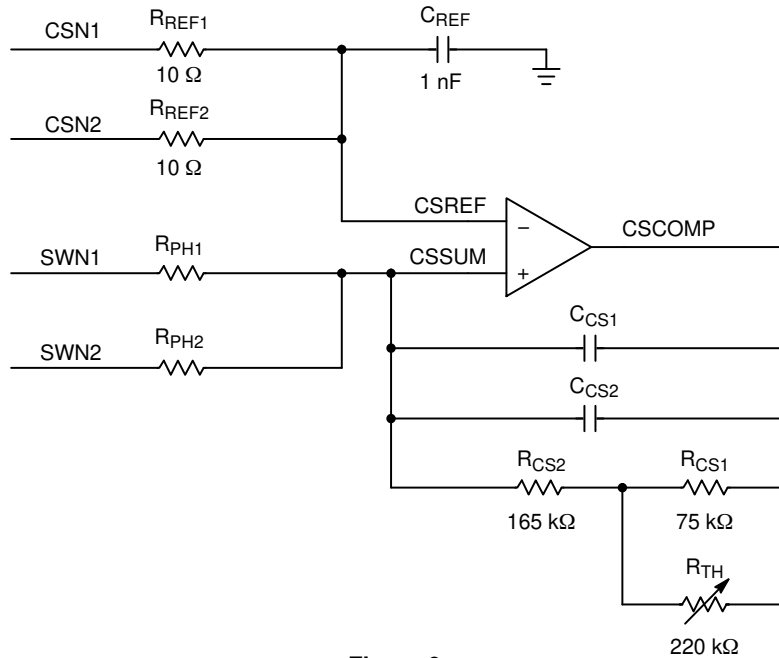 CSN1 R_REF1 C_REF
10 Ω 1 nF
CSN2 R_REF2
10 Ω
CSREF −
CSCOMP
SWN1 R_PH1 CSSUM +
SWN2 R_PH2
C_CS1
C_CS2
R_CS2 R_CS1
165 kΩ 75 kΩ
R_TH
220 kΩ